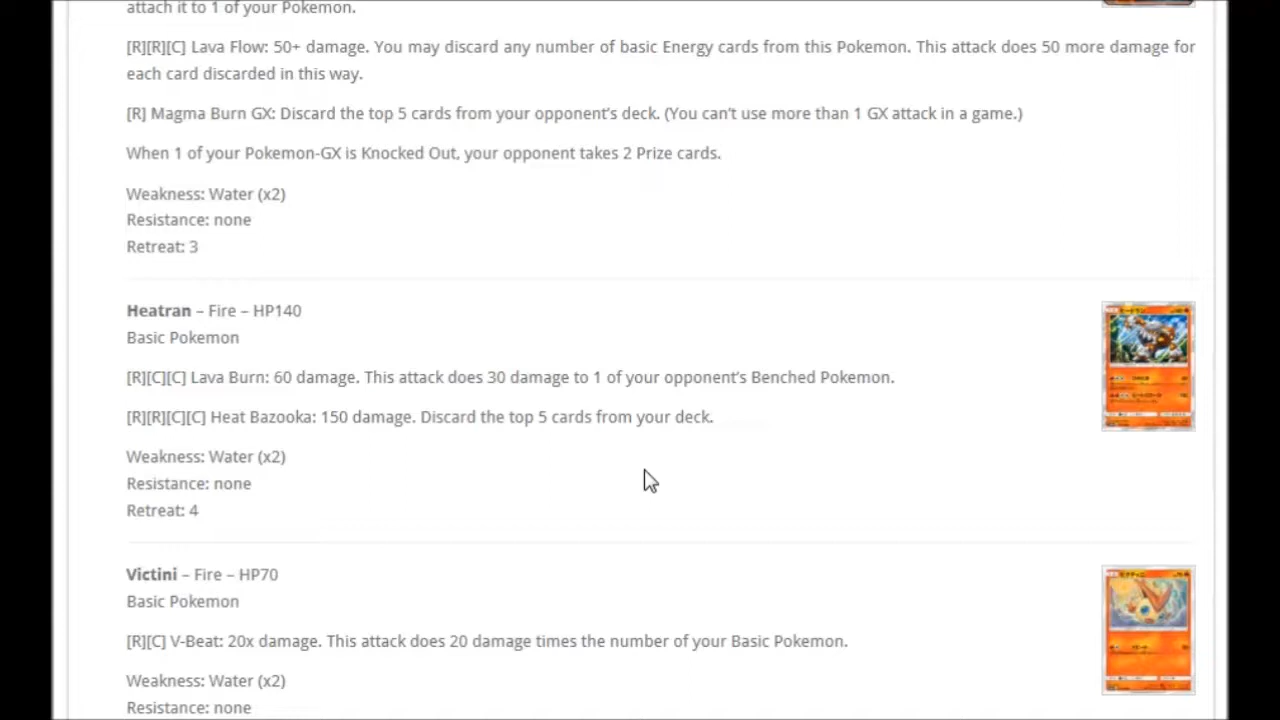 attach it to 1 of your Pokemon.
[R][R][C] Lava Flow: 50+ damage. You may discard any number of basic Energy cards from this Pokemon. This attack does 50 more damage for
each card discarded in this way.
[R] Magma Burn GX: Discard the top 5 cards from your opponent's deck. (You can't use more than 1 GX attack in a game.)
When 1 of your Pokemon-GX is Knocked Out, your opponent takes 2 Prize cards.
Weakness: Water (x2)
Resistance: none
Retreat: 3
Heatran – Fire – HP140
Basic Pokemon
[R][C][C] Lava Burn: 60 damage. This attack does 30 damage to 1 of your opponent's Benched Pokemon.
[R][R][C][C] Heat Bazooka: 150 damage. Discard the top 5 cards from your deck.
Weakness: Water (x2)
Resistance: none
Retreat: 4
Victini – Fire – HP70
Basic Pokemon
[R][C] V-Beat: 20x damage. This attack does 20 damage times the number of your Basic Pokemon.
Weakness: Water (x2)
Resistance: none